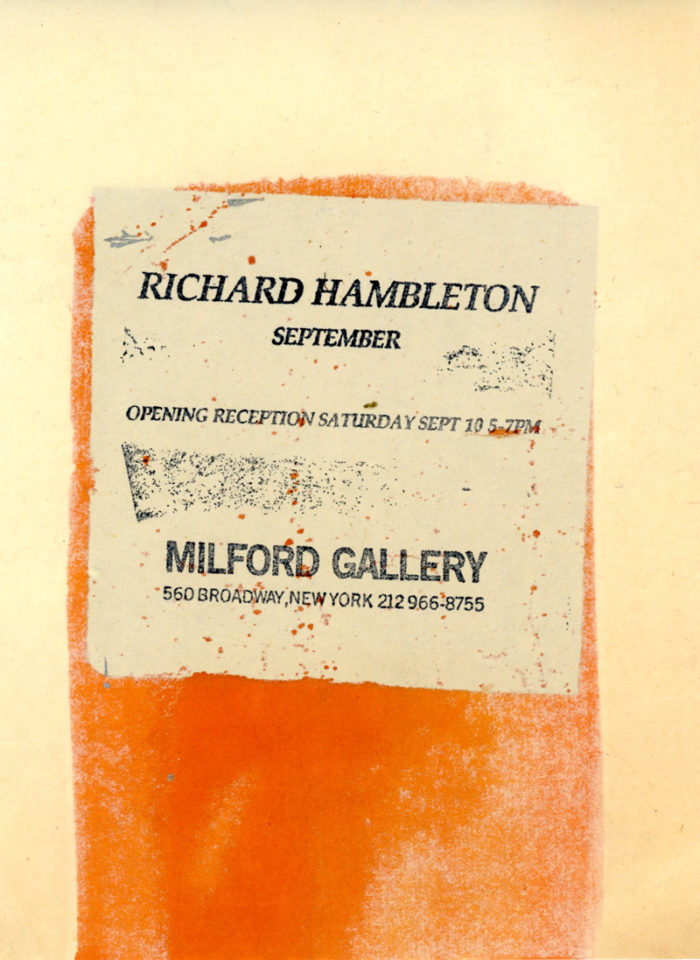 RICHARD HAMBLETON
SEPTEMBER
OPENING RECEPTION SATURDAY SEPT 10 5-7PM
MILFORD GALLERY
560 BROADWAY, NEW YORK 212 966-8755